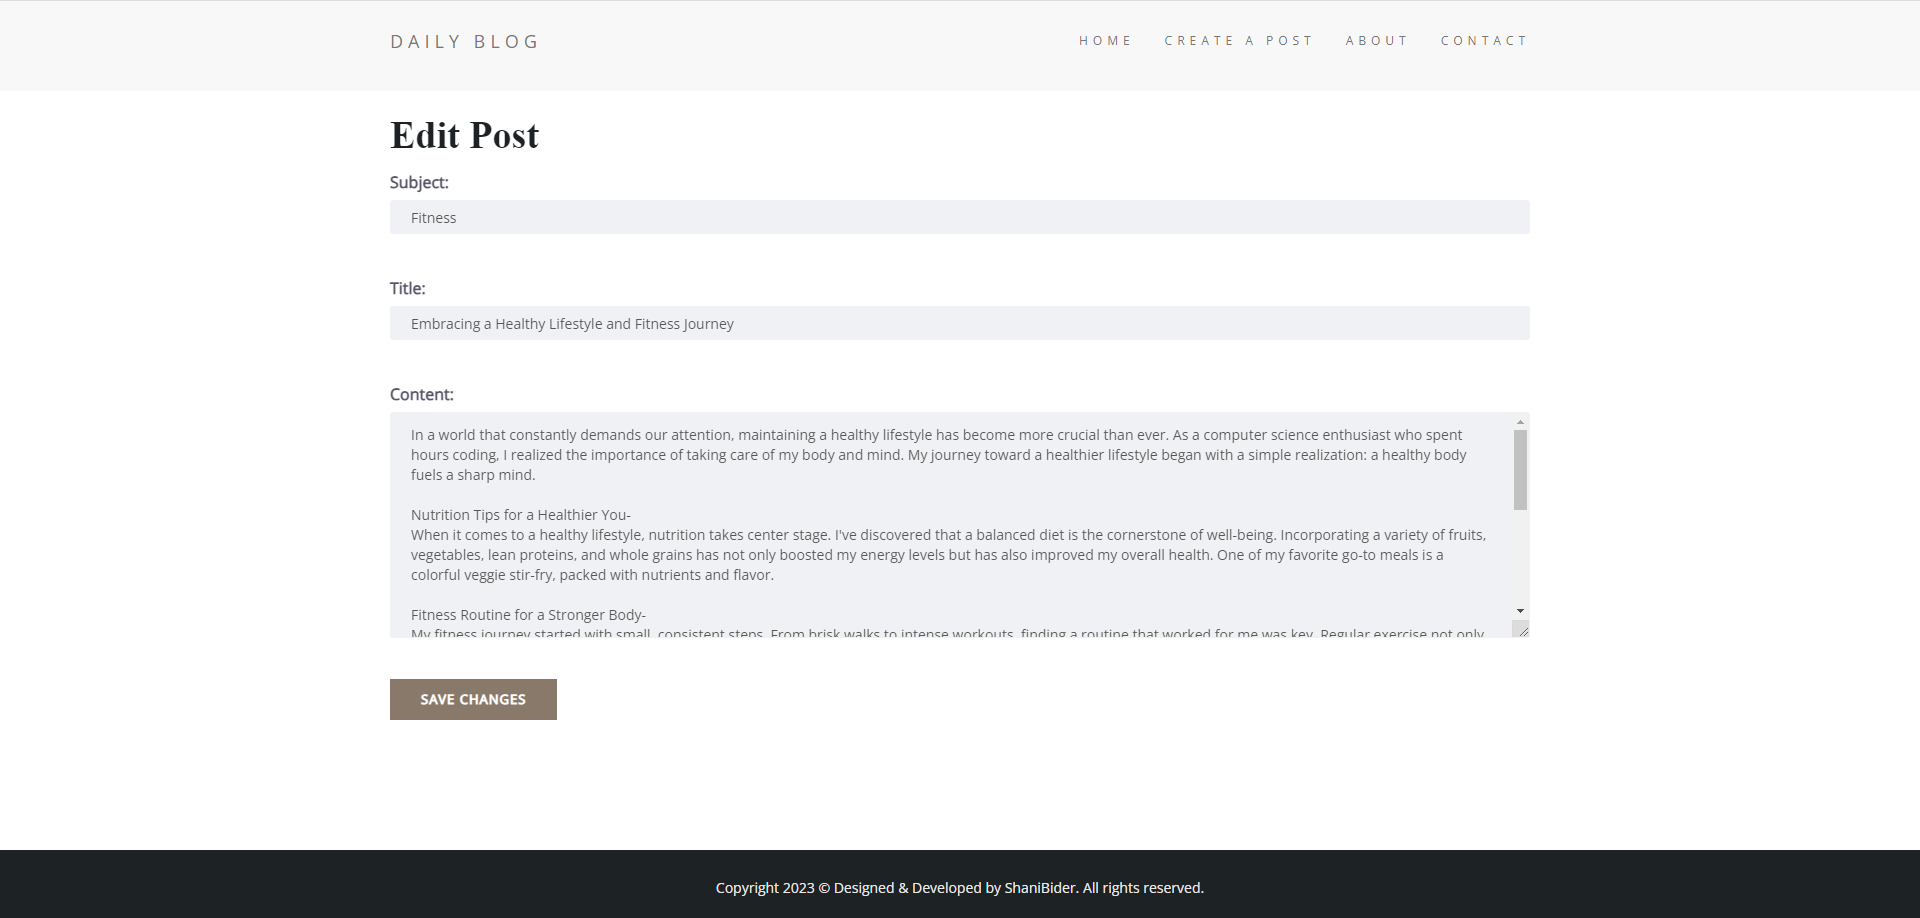 DAILY BLOG
HOME CREATE A POST ABOUT CONTACT
Edit Post
Subject:
Fitness
Title:
Embracing a Healthy Lifestyle and Fitness Journey
Content:
In a world that constantly demands our attention, maintaining a healthy lifestyle has become more crucial than ever. As a computer science enthusiast who spent
hours coding, I realized the importance of taking care of my body and mind. My journey toward a healthier lifestyle began with a simple realization: a healthy body
fuels a sharp mind.
Nutrition Tips for a Healthier You-
When it comes to a healthy lifestyle, nutrition takes center stage. I've discovered that a balanced diet is the cornerstone of well-being. Incorporating a variety of fruits,
vegetables, lean proteins, and whole grains has not only boosted my energy levels but has also improved my overall health. One of my favorite go-to meals is a
colorful veggie stir-fry, packed with nutrients and flavor.
Fitness Routine for a Stronger Body-
My fitness journey started with small, consistent steps. From brisk walks to intense workouts, finding a routine that worked for me was key. Regular exercise not only
SAVE CHANGES
Copyright 2023 © Designed & Developed by ShaniBider. All rights reserved.